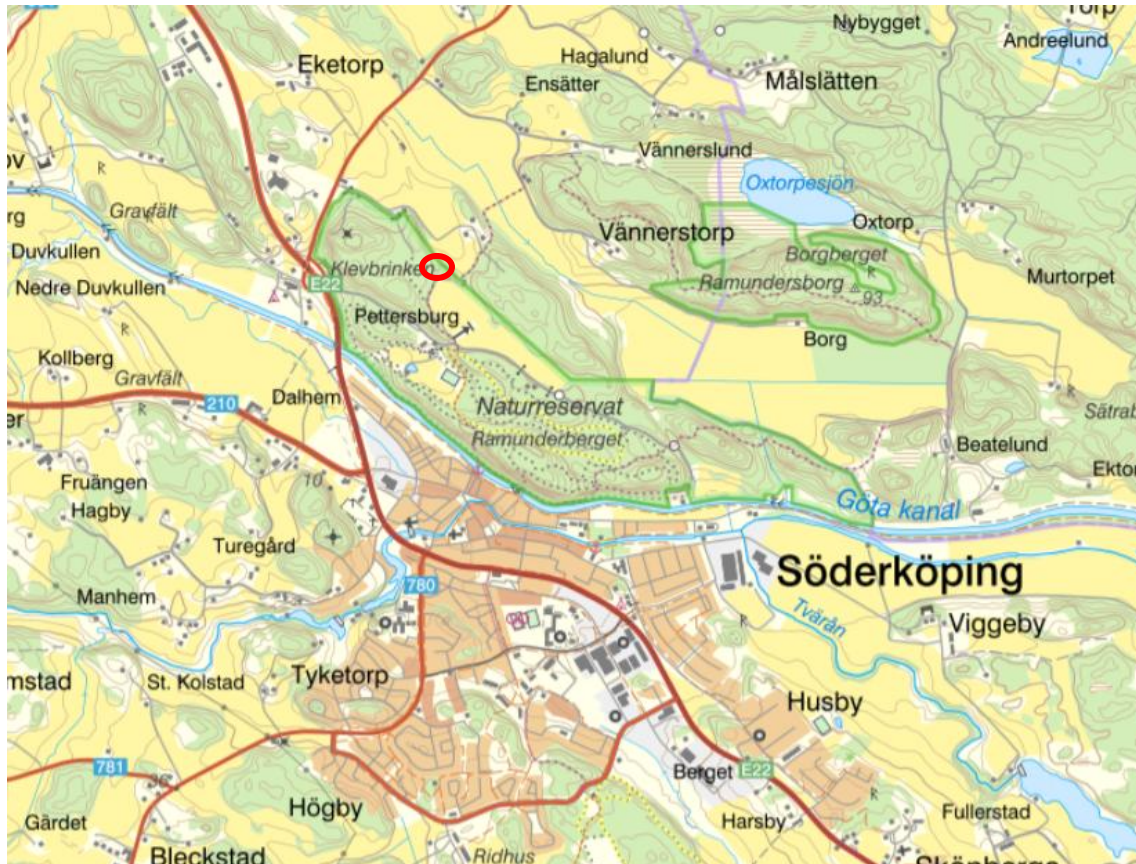 Nybygget
Torp
Andreelund
Hagalund
Eketorp
Målslätten
Ensätter
Vännerslund
Oxtorpesjön
Gravfält
Oxtorp
Duvkullen
Vännerstorp
Borgberget
Klevbrinken
Ramundersborg
93
Murtorpet
E22
Nedre Duvkullen
Pettersburg
Borg
Kollberg
Gravfält
Dalhem
210
Naturreservat
Ramunderberget
Beatelund
Fruängen
10
Hagby
Göta kanal
Turegård
Söderköping
780
Manhem
Tvärån
Viggeby
Tyketorp
St. Kolstad
Husby
781
Berget
E22
Högby
Harsby
Fullerstad
Gärdet
Bleckstad
Ridhus